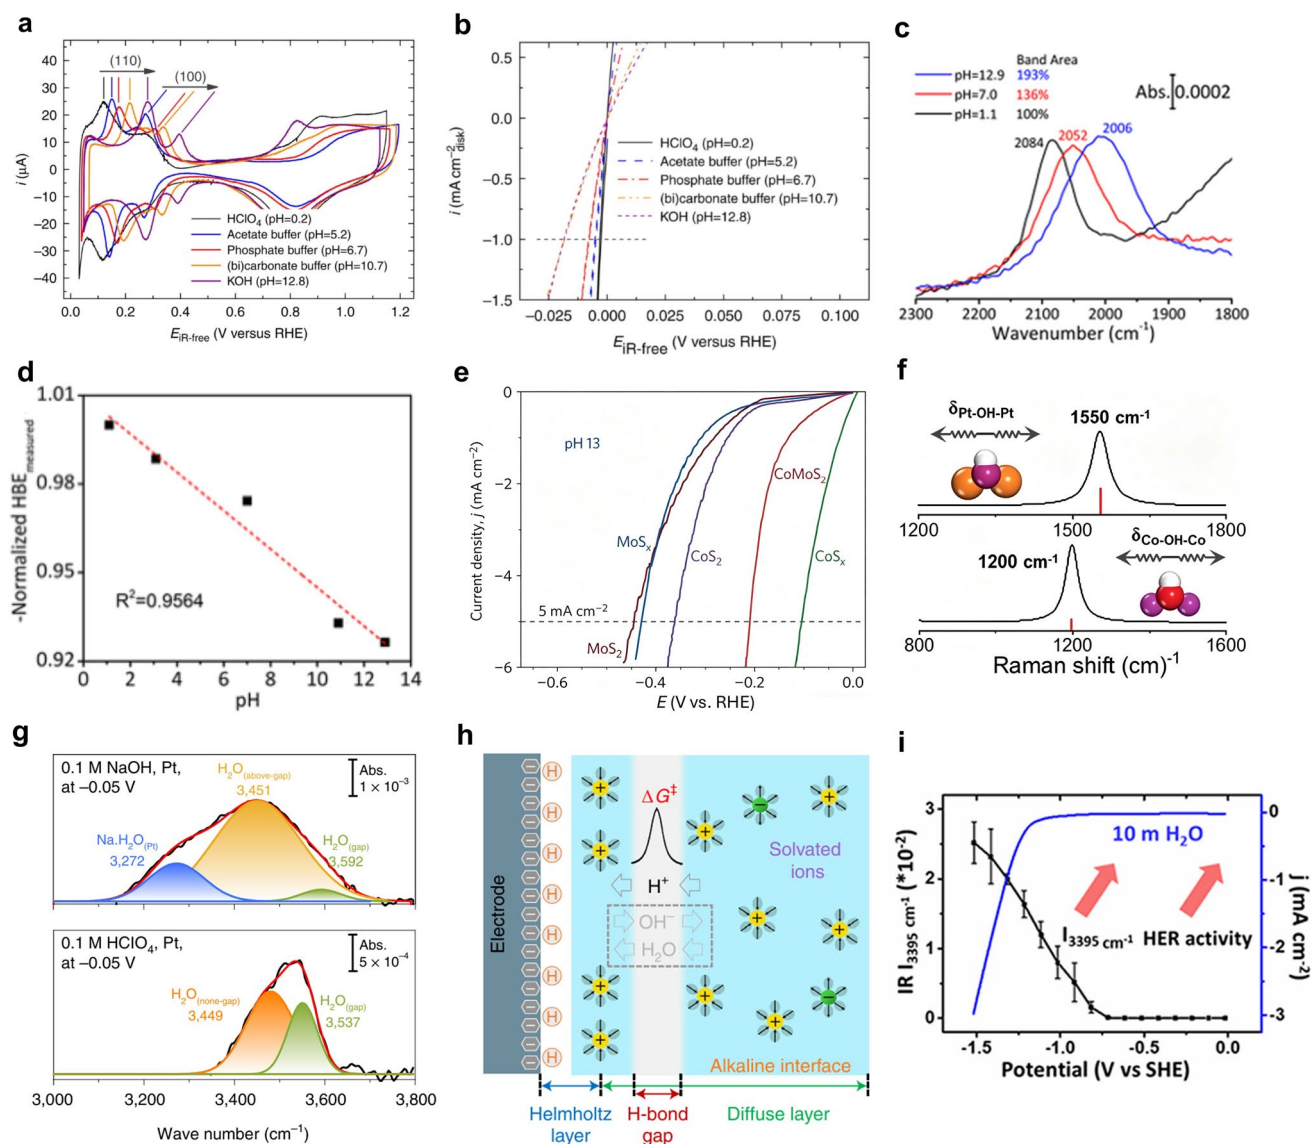 a
(110)
(100)
40
30
20
10
0
−10
−20
−30
−40
i (µA)
HClO4 (pH=0.2)
Acetate buffer (pH=5.2)
Phosphate buffer (pH=6.7)
(bi)carbonate buffer (pH=10.7)
KOH (pH=12.8)
0.0 0.2 0.4 0.6 0.8 1.0 1.2
EiR-free (V versus RHE)
b
0.5
0.0
−0.5
−1.0
−1.5
i (mA cm−2disk)
HClO4 (pH=0.2)
Acetate buffer (pH=5.2)
Phosphate buffer (pH=6.7)
(bi)carbonate buffer (pH=10.7)
KOH (pH=12.8)
−0.025 0.000 0.025 0.050 0.075 0.100
EiR-free (V versus RHE)
c
Band Area
pH=12.9 193%
pH=7.0 136%
pH=1.1 100%
Abs. 0.0002
2084 2052 2006
2300 2200 2100 2000 1900 1800
Wavenumber (cm-1)
d
1.01
0.98
0.95
0.92
-Normalized HBEmeasured
R2=0.9564
0 2 4 6 8 10 12 14
pH
e
0
−2
−4
−6
Current density, j (mA cm−2)
pH 13
CoMoS2
MoSx
CoS2
CoSx
5 mA cm−2
MoS2
−0.6 −0.4 −0.2 0.0
E (V vs. RHE)
f
δPt-OH-Pt
1550 cm-1
1200 1500 1800
δCo-OH-Co
1200 cm-1
800 1200 1600
Raman shift (cm)-1
g
0.1 M NaOH, Pt,
at −0.05 V
H2O(above-gap)
3,451
Abs.
1 × 10−3
Na.H2O(Pt)
3,272
H2O(gap)
3,592
0.1 M HClO4, Pt,
at −0.05 V
Abs.
5 × 10−4
H2O(none-gap)
3,449
H2O(gap)
3,537
3,000 3,200 3,400 3,600 3,800
Wave number (cm−1)
h
Electrode
H
H
H
H
H
H
H
H
ΔG‡
H+
OH−
H2O
Solvated
ions
Alkaline interface
Helmholtz
layer
H-bond
gap
Diffuse layer
i
3
2
1
0
IR I3395 cm-1 (*10-2)
10 m H2O
I3395 cm-1 HER activity
0
-1
-2
-3
j (mA cm-2)
-1.5 -1.0 -0.5 0.0
Potential (V vs SHE)